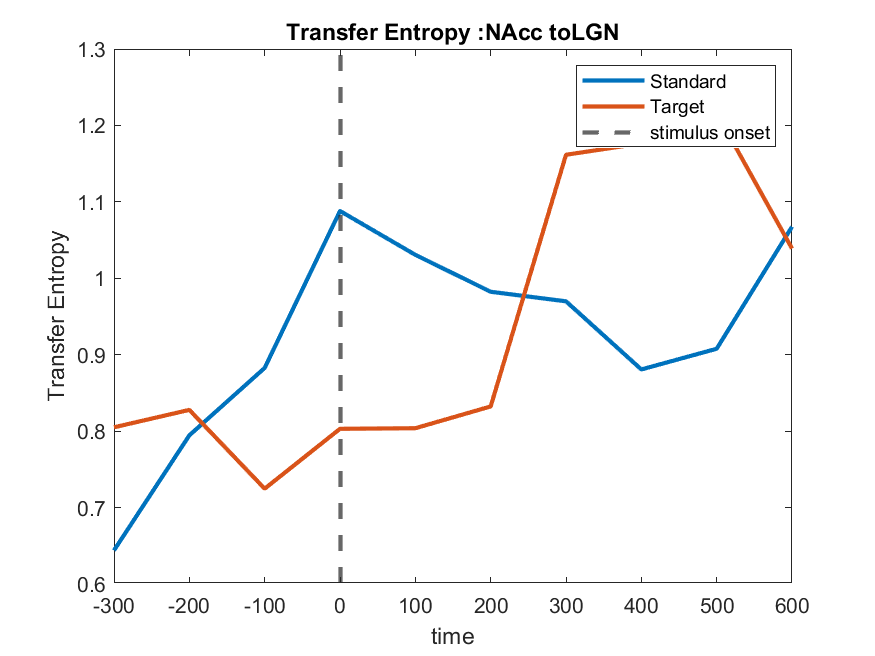 Transfer Entropy :NAcc toLGN
Standard
Target
stimulus onset
Transfer Entropy
1.3
1.2
1.1
1
0.9
0.8
0.7
0.6
-300 -200 -100 0 100 200 300 400 500 600
time